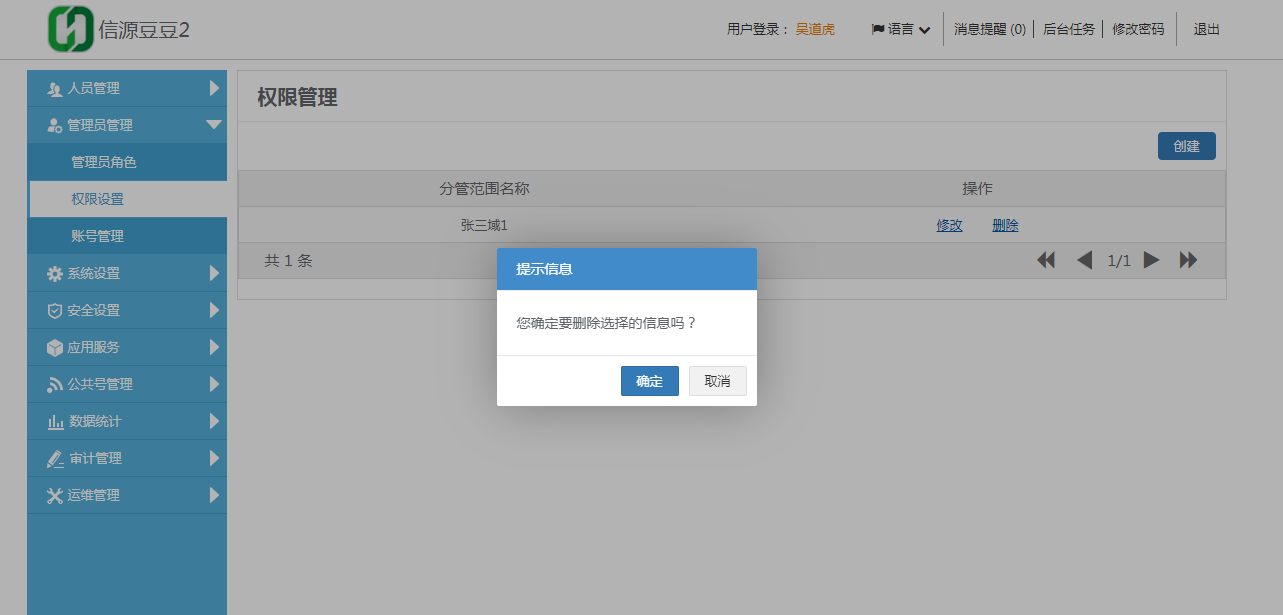 信源豆豆2
用户登录： 吴道虎 语言 消息提醒 (0) 后台任务 修改密码 退出
人员管理
管理员管理
管理员角色
权限设置
账号管理
系统设置
安全设置
应用服务
公共号管理
数据统计
审计管理
运维管理
权限管理
创建
分管范围名称 操作
张三域1 修改 删除
共 1 条 1/1
提示信息
您确定要删除选择的信息吗？
确定 取消